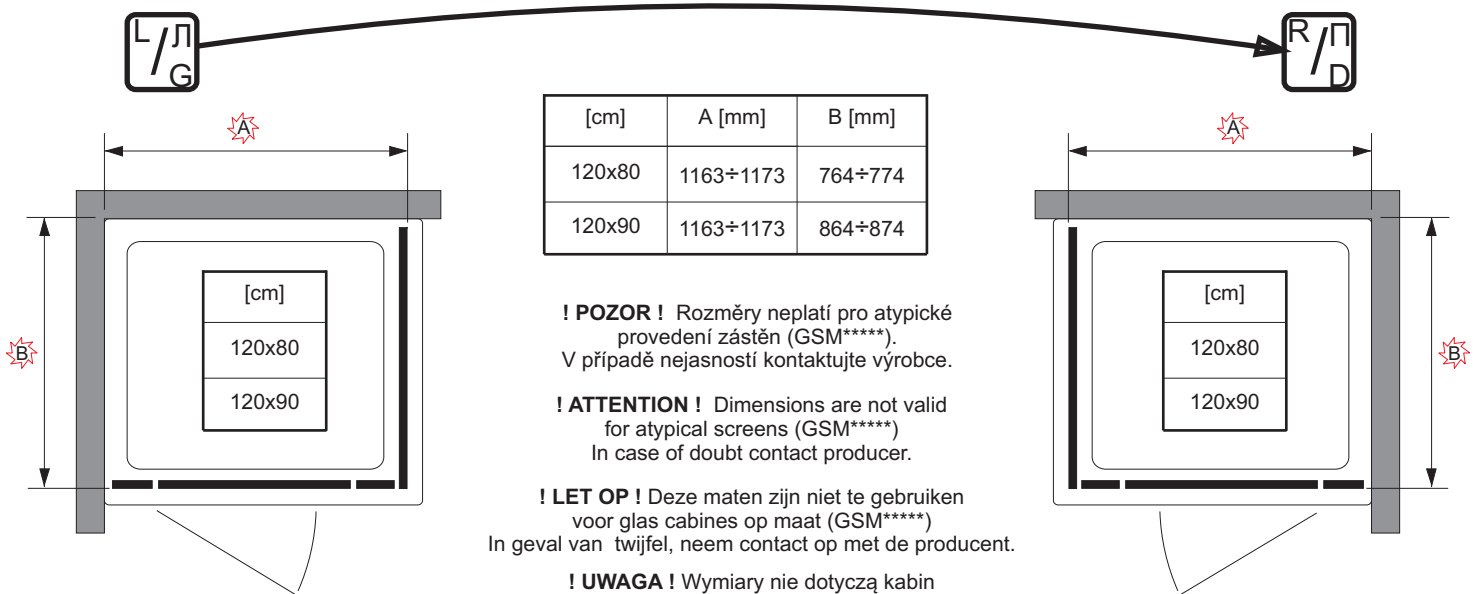 L/Л G
R/П D
A
A
[cm] A [mm] B [mm]
120x80 1163÷1173 764÷774
120x90 1163÷1173 864÷874
B
[cm]
120x80
120x90
[cm]
120x80
120x90
B
! POZOR ! Rozměry neplatí pro atypické
provedení zástěn (GSM*****).
V případě nejasností kontaktujte výrobce.
! ATTENTION ! Dimensions are not valid
for atypical screens (GSM*****)
In case of doubt contact producer.
! LET OP ! Deze maten zijn niet te gebruiken
voor glas cabines op maat (GSM*****)
In geval van twijfel, neem contact op met de producent.
! UWAGA ! Wymiary nie dotyczą kabin